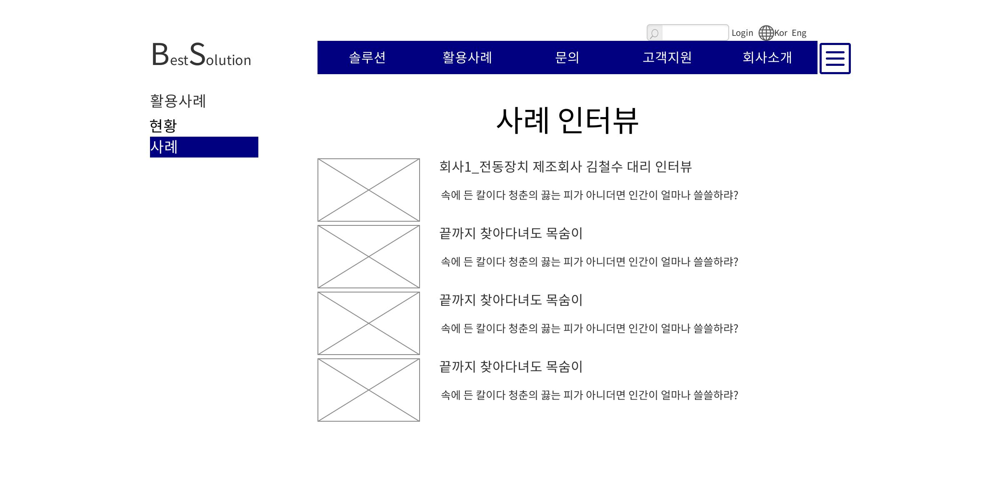 Login Kor Eng
BestSolution
솔루션 활용사례 문의 고객지원 회사소개
활용사례
현황
사례
사례 인터뷰
회사1_전동장치 제조회사 김철수 대리 인터뷰
속에 든 칼이다 청춘의 끓는 피가 아니더면 인간이 얼마나 쓸쓸하랴?
끝까지 찾아다녀도 목숨이
속에 든 칼이다 청춘의 끓는 피가 아니더면 인간이 얼마나 쓸쓸하랴?
끝까지 찾아다녀도 목숨이
속에 든 칼이다 청춘의 끓는 피가 아니더면 인간이 얼마나 쓸쓸하랴?
끝까지 찾아다녀도 목숨이
속에 든 칼이다 청춘의 끓는 피가 아니더면 인간이 얼마나 쓸쓸하랴?